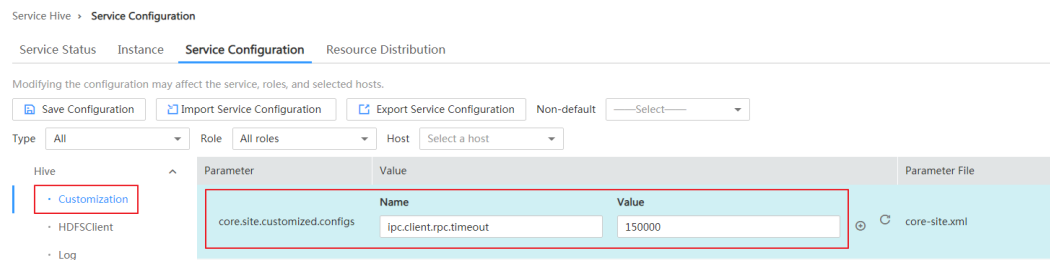 Service Hive › Service Configuration
Service Status Instance Service Configuration Resource Distribution
Modifying the configuration may affect the service, roles, and selected hosts.
Save Configuration Import Service Configuration Export Service Configuration Non-default ——Select——
Type All Role All roles Host Select a host
Hive Parameter Value Parameter File
Customization Name Value
core.site.customized.configs ipc.client.rpc.timeout 150000 core-site.xml
HDFSClient
Log